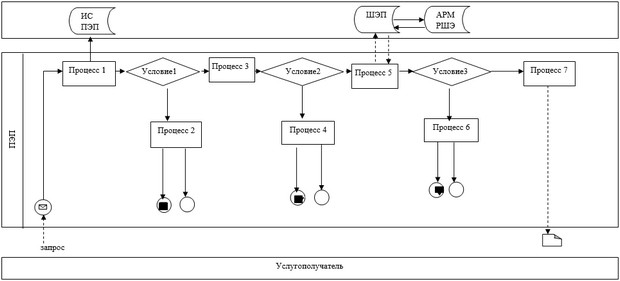 ИС
ПЭП
ШЭП
АРМ
РШЭ
Процесс 1
Условие1
Процесс 3
Условие2
Процесс 5
Условие3
Процесс 7
Процесс 2
Процесс 4
Процесс 6
ПЭП
запрос
Услугополучатель